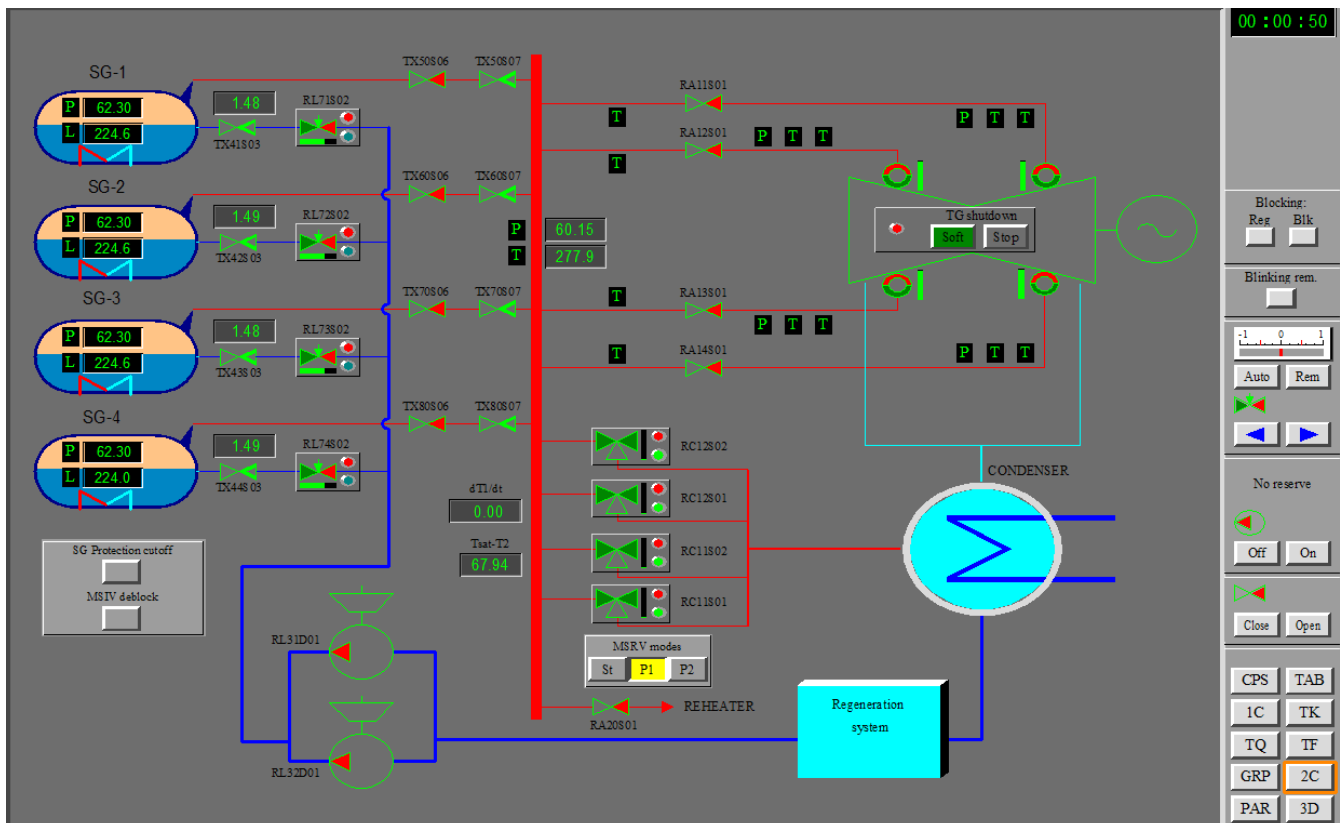 00:00:50
TX50S06 TX50S07
SG-1
P 62.30
L 224.6
1.48
TX41S03
RL71S02
RA11S01
T
P T T
RA12S01
P T T
T
SG-2
P 62.30
L 224.6
1.49
TX42S03
RL72S02
TX60S06 TX60S07
P 60.15
T 277.9
TG shutdown
Soft Stop
SG-3
P 62.30
L 224.6
1.48
TX43S03
RL73S02
TX70S06 TX70S07
T
RA13S01
P T T
T
RA14S01
P T T
SG-4
P 62.30
L 224.0
1.49
TX44S03
RL74S02
TX80S06 TX80S07
RC12S02
RC12S01
RC11S02
RC11S01
CONDENSER
dT1/dt
0.00
Tsat-T2
67.94
SG Protection cutoff
MSIV deblock
RL31D01
RL32D01
MSRV modes
St P1 P2
REHEATER
RA20S01
Regeneration
system
Blocking:
Reg Blk
Blinking rem.
-1 0 1
Auto Rem
No reserve
Off On
Close Open
CPS TAB
1C TK
TQ TF
GRP 2C
PAR 3D